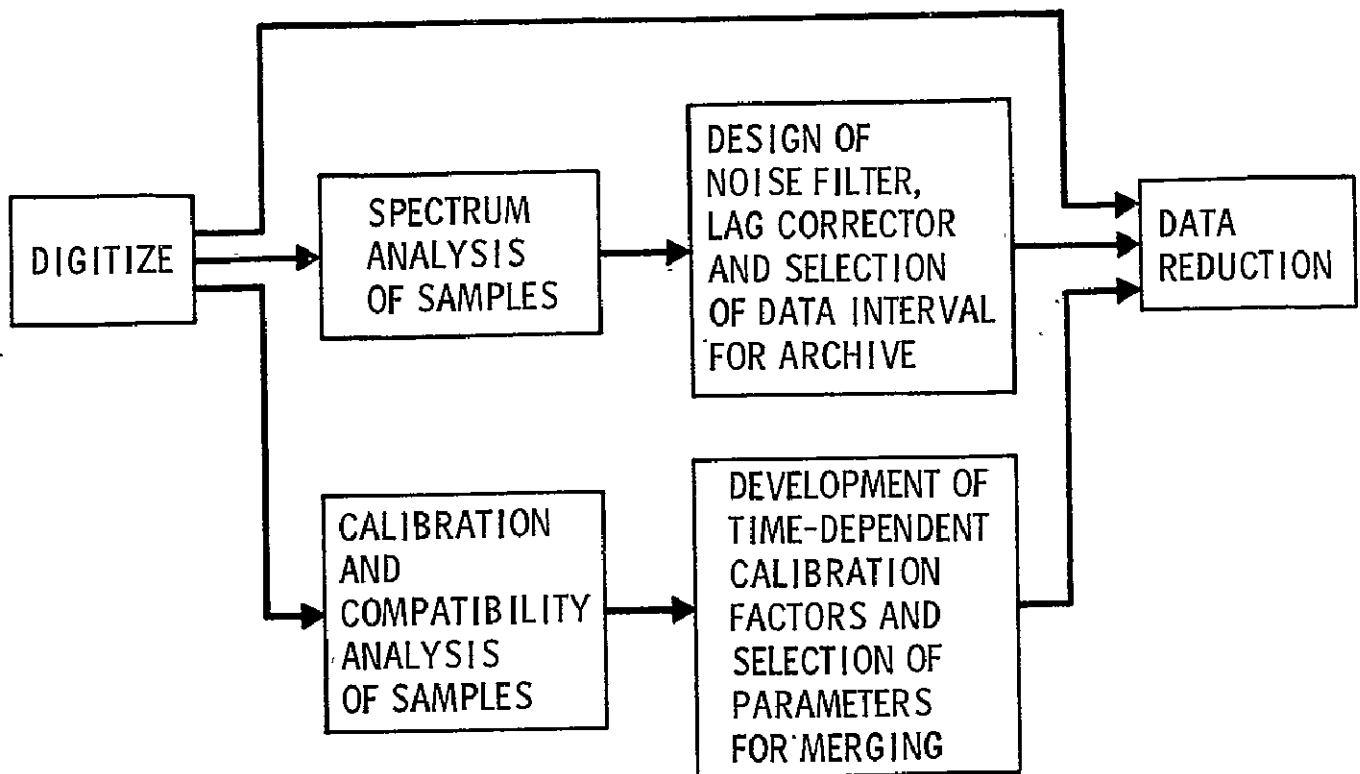 DIGITIZE
SPECTRUM
ANALYSIS
OF SAMPLES
DESIGN OF
NOISE FILTER,
LAG CORRECTOR
AND SELECTION
OF DATA INTERVAL
FOR ARCHIVE
DATA
REDUCTION
CALIBRATION
AND
COMPATIBILITY
ANALYSIS
OF SAMPLES
DEVELOPMENT OF
TIME-DEPENDENT
CALIBRATION
FACTORS AND
SELECTION OF
PARAMETERS
FOR MERGING